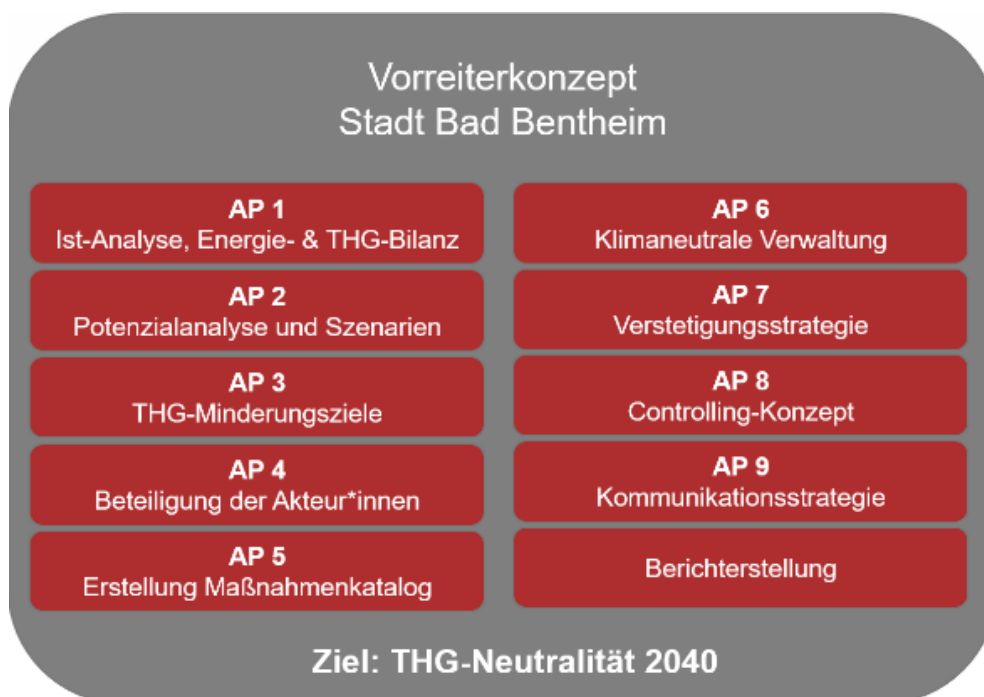 Vorreiterkonzept
Stadt Bad Bentheim
AP 1
Ist-Analyse, Energie- & THG-Bilanz
AP 2
Potenzialanalyse und Szenarien
AP 3
THG-Minderungsziele
AP 4
Beteiligung der Akteur*innen
AP 5
Erstellung Maßnahmenkatalog
AP 6
Klimaneutrale Verwaltung
AP 7
Verstetigungsstrategie
AP 8
Controlling-Konzept
AP 9
Kommunikationsstrategie
Berichterstellung
Ziel: THG-Neutralität 2040